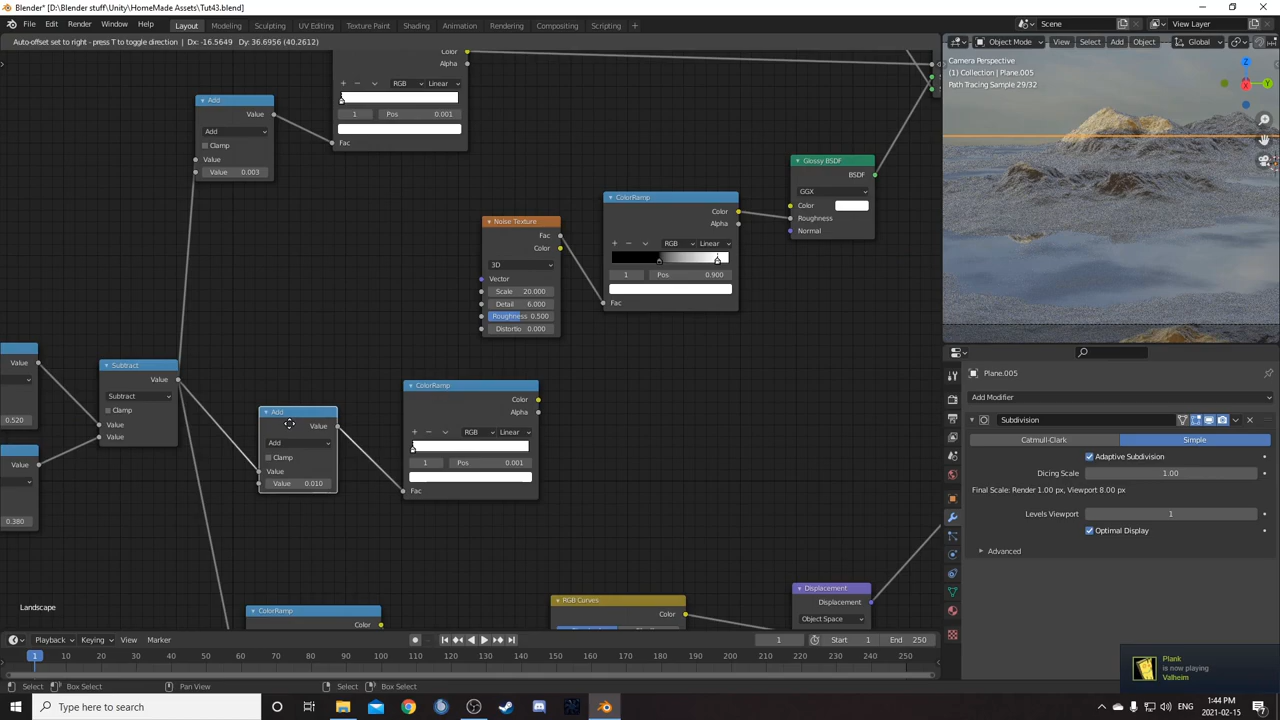 Blender* [D:\Blender stuff\Unity\HomeMade Assets\Tut43.blend]
File Edit Render Window Help Layout Modeling Sculpting UV Editing Texture Paint Shading Animation Rendering Compositing Scripting Scene View Layer
Auto-offset set to right - press T to toggle direction Dx: -16.5649 Dy: 36.6956 (40.2612)
Object Mode View Select Add Object Global
Color
Alpha
RGB Linear
1 Pos 0.001
Fac
Add
Value
Add
Clamp
Value
Value 0.003
Camera Perspective
(1) Collection | Plane.005
Path Tracing Sample 29/32
X
Y
Z
Glossy BSDF
BSDF
GGX
Color
Roughness
Normal
ColorRamp
Color
Alpha
RGB Linear
1 Pos 0.900
Fac
Noise Texture
Fac
Color
3D
Vector
Scale 20.000
Detail 6.000
Roughness 0.500
Distortio 0.000
Value
0.520
Value
0.380
Subtract
Value
Subtract
Clamp
Value
Value
Add
Value
Add
Clamp
Value
Value 0.010
ColorRamp
Color
Alpha
RGB Linear
1 Pos 0.001
Fac
Plane.005
Add Modifier
Subdivision
Catmull-Clark Simple
Adaptive Subdivision
Dicing Scale 1.00
Final Scale: Render 1.00 px, Viewport 8.00 px
Levels Viewport 1
Optimal Display
Advanced
Landscape
ColorRamp
Color
RGB Curves
Color
Displacement
Displacement
Object Space
Playback Keying View Marker 1 Start 1 End 250
1 10 20 30 40 50 60 70 80 90 100 110 120 130 140 150 160 170 180 190 200 210 220 230 240 250
Select Box Select Pan View Select Box Select
Plank
is now playing
Valheim
Type here to search
1:44 PM
2021-02-15